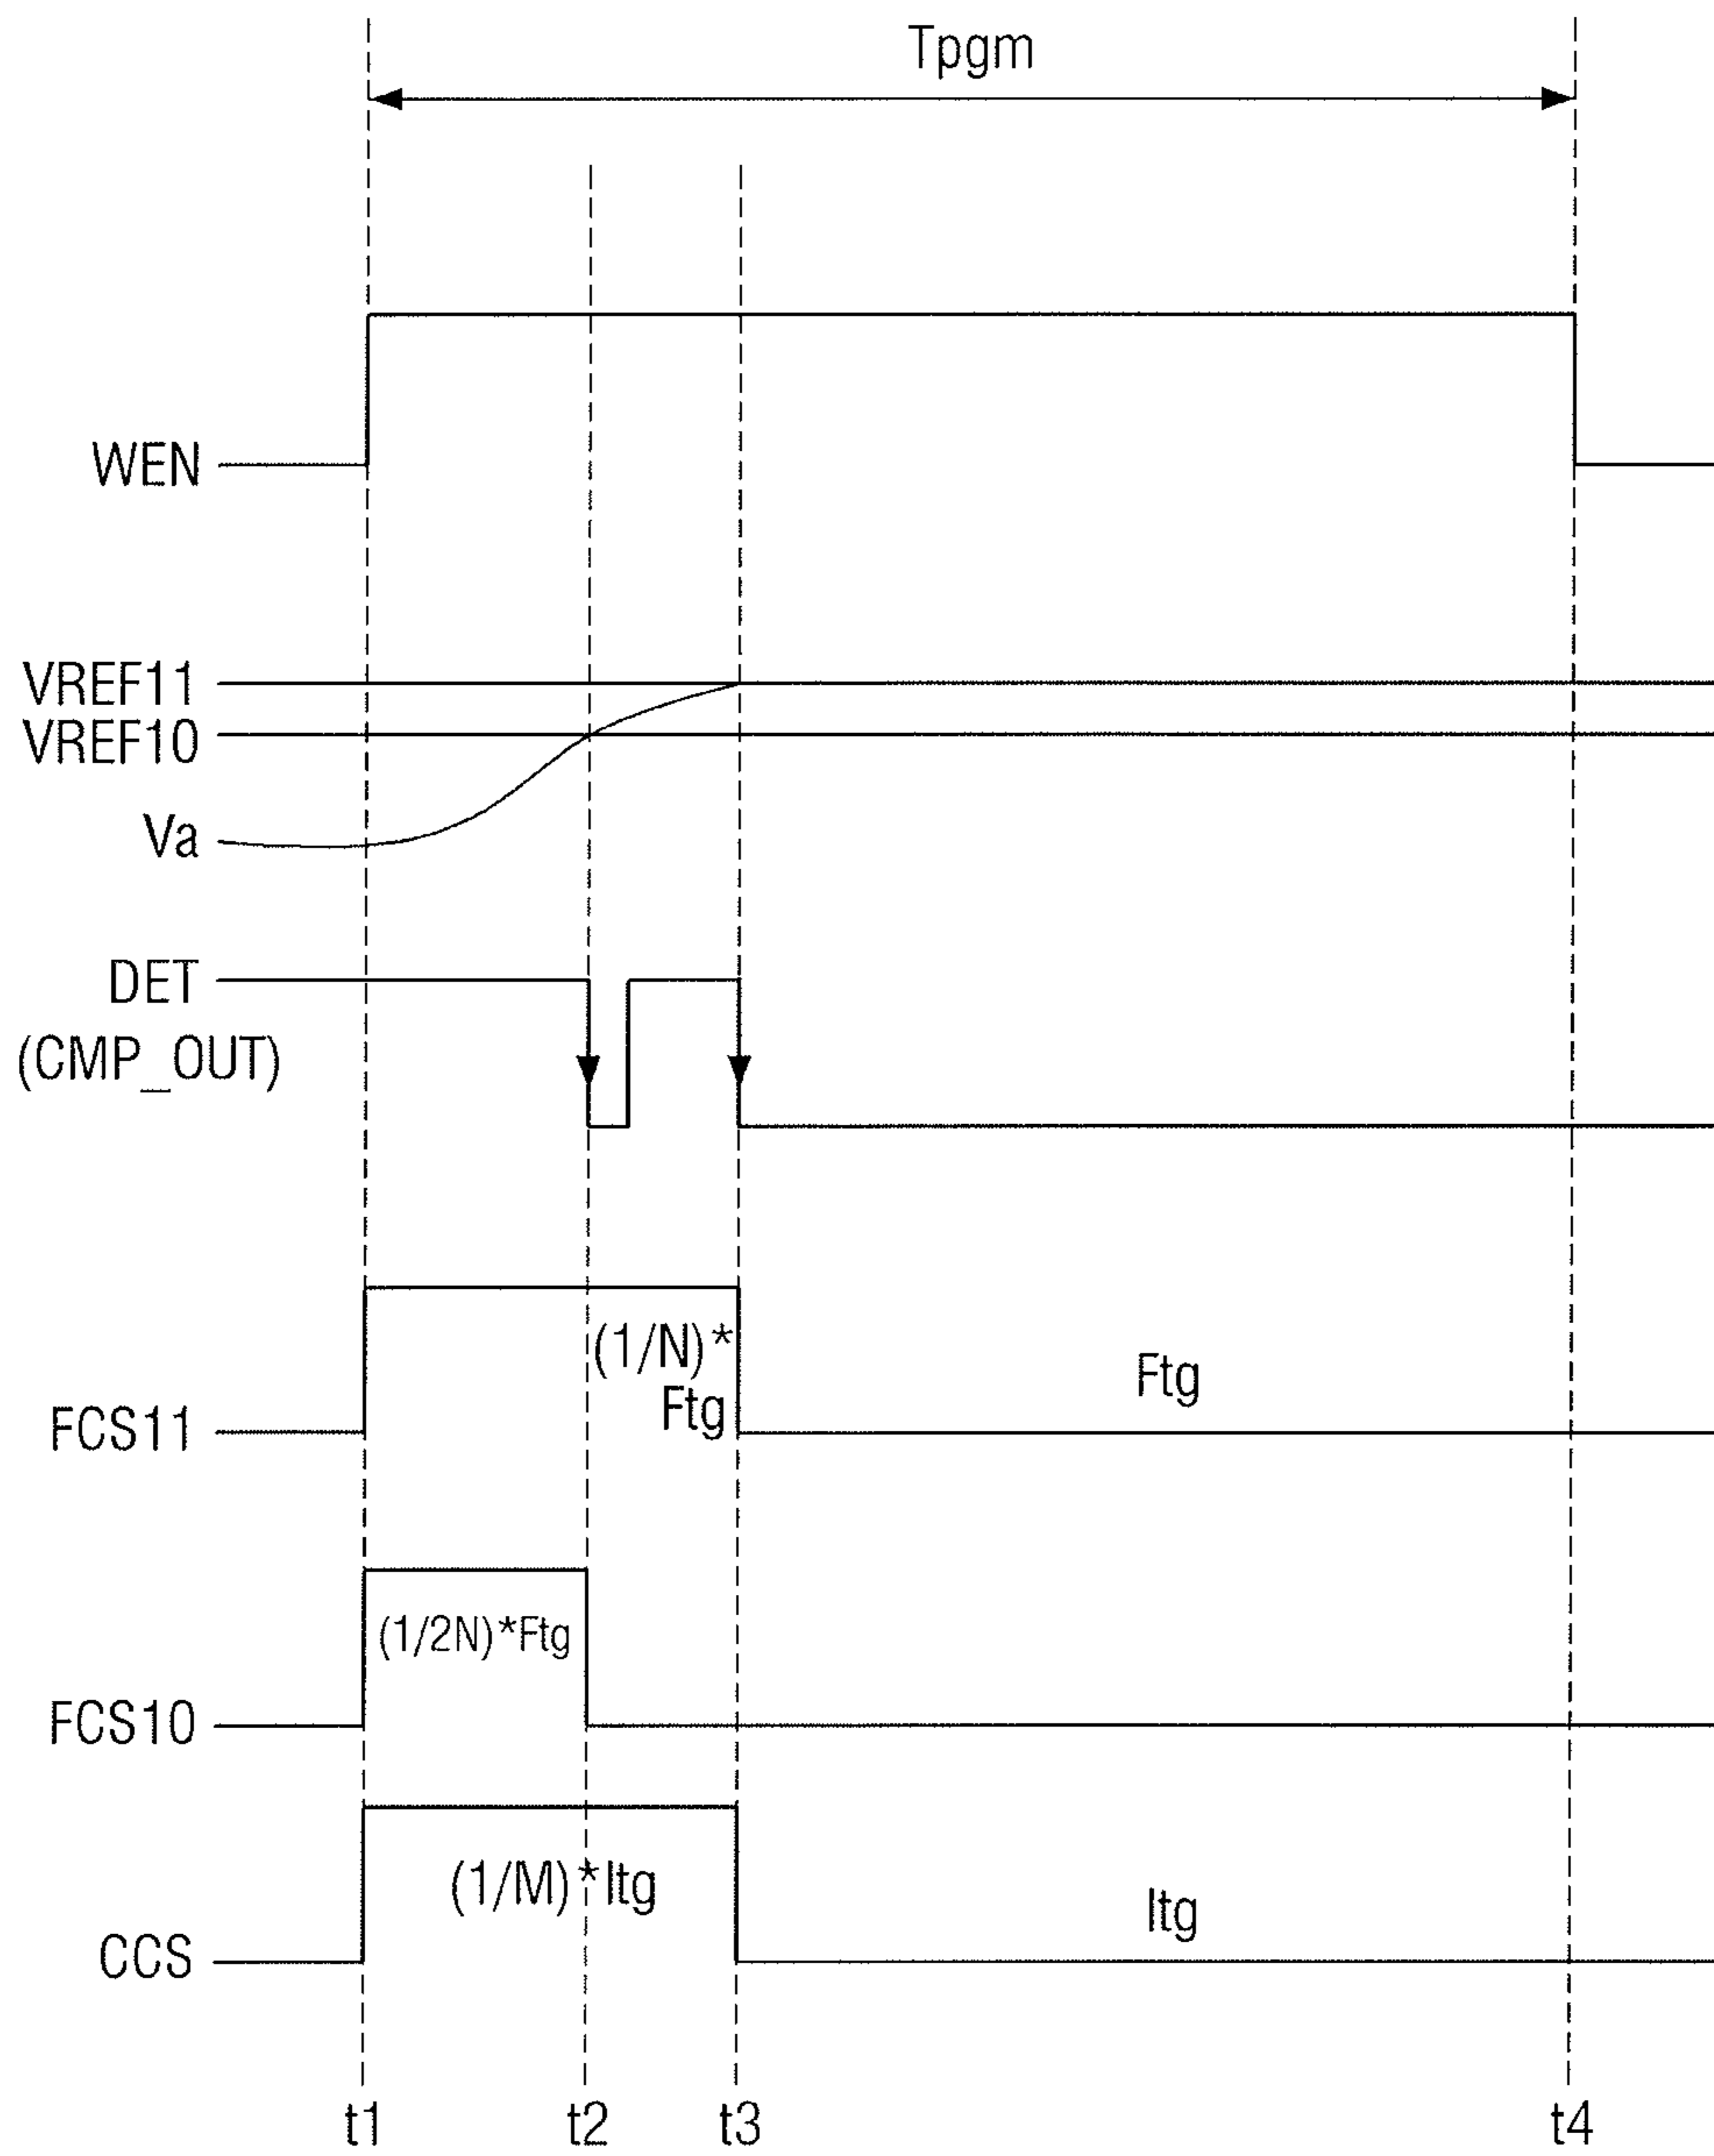 Tpgm
WEN
VREF11
VREF10
Va
DET
(CMP_OUT)
(1/N)*
Ftg
Ftg
FCS11
(1/2N)*Ftg
FCS10
(1/M)*Itg
Itg
CCS
t1
t2
t3
t4